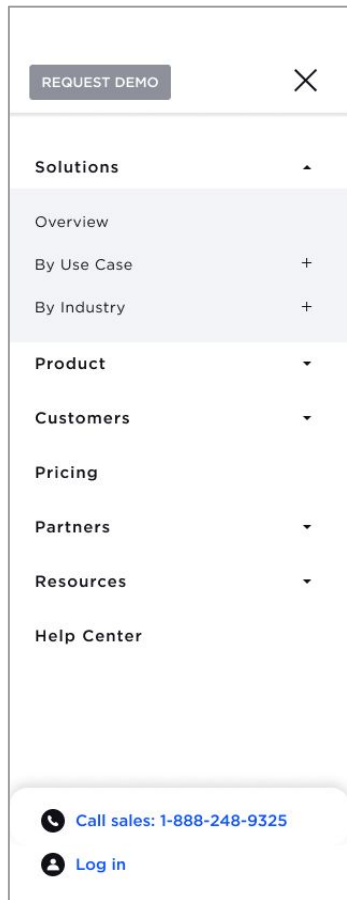 REQUEST DEMO
Solutions
Overview
By Use Case
By Industry
Product
Customers
Pricing
Partners
Resources
Help Center
Call sales: 1-888-248-9325
Log in